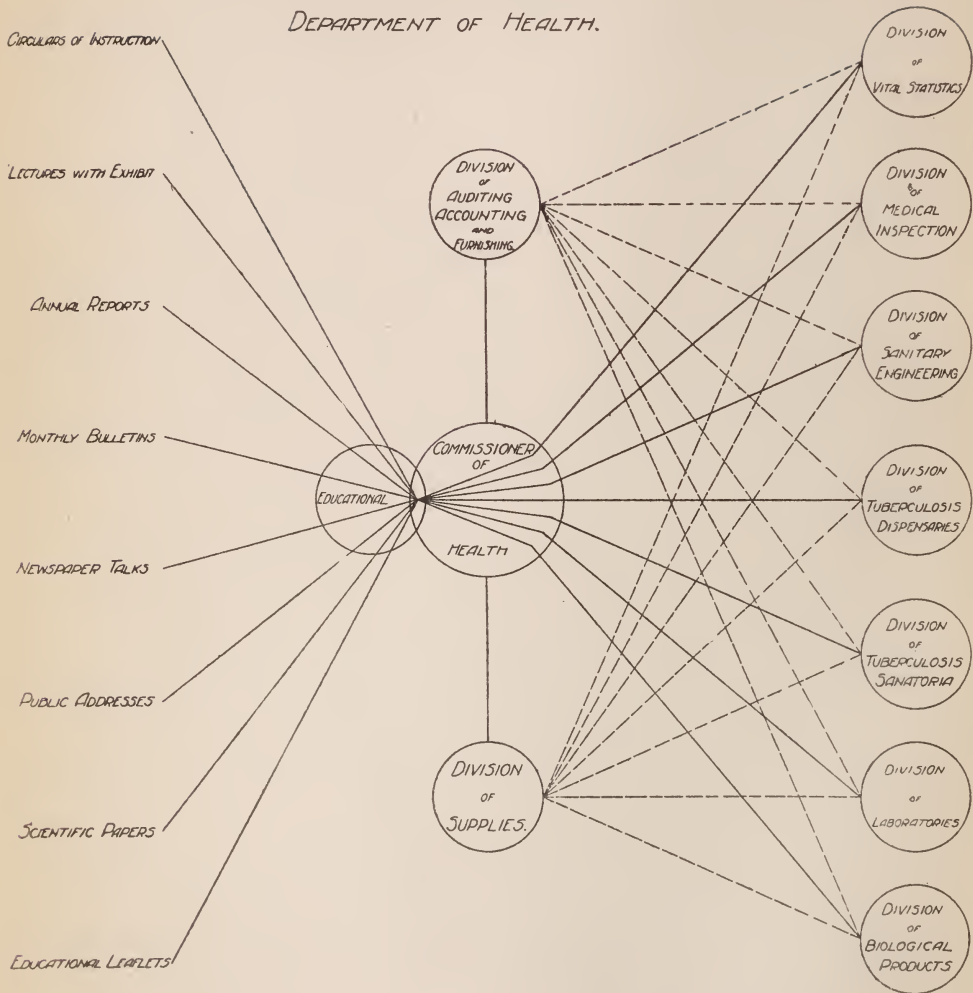 DEPARTMENT OF HEALTH.
CIRCULARS OF INSTRUCTION
LECTURES WITH EXHIBIT
ANNUAL REPORTS
MONTHLY BULLETINS
NEWSPAPER TALKS
PUBLIC ADDRESSES
SCIENTIFIC PAPERS
EDUCATIONAL LEAFLETS
EDUCATIONAL
DIVISION
OF
AUDITING
ACCOUNTING
AND
FURNISHING
COMMISSIONER
OF
HEALTH
DIVISION
OF
SUPPLIES.
DIVISION
OF
VITAL STATISTICS
DIVISION
OF
MEDICAL
INSPECTION
DIVISION
OF
SANITARY
ENGINEERING
DIVISION
OF
TUBERCULOSIS
DISPENSARIES
DIVISION
OF
TUBERCULOSIS
SANATORIA
DIVISION
OF
LABORATORIES
DIVISION
OF
BIOLOGICAL
PRODUCTS